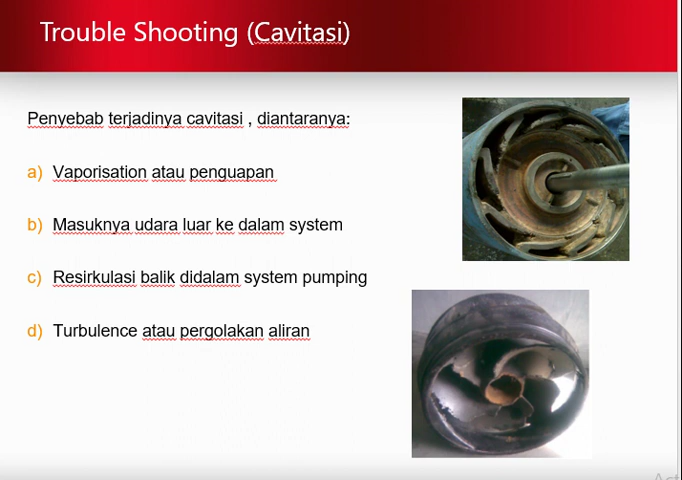 Trouble Shooting (Cavitasi)
Penyebab terjadinya cavitasi , diantaranya:
a) Vaporisation atau penguapan
b) Masuknya udara luar ke dalam system
c) Resirkulasi balik didalam system pumping
d) Turbulence atau pergolakan aliran